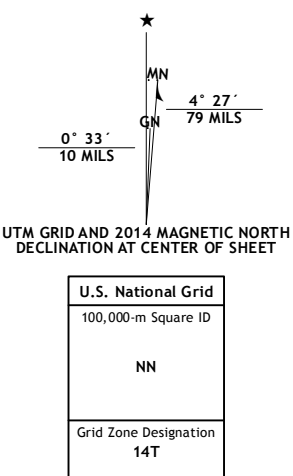 ★
MN
4° 27´
79 MILS
GN
0° 33´
10 MILS
UTM GRID AND 2014 MAGNETIC NORTH
DECLINATION AT CENTER OF SHEET
U.S. National Grid
100,000-m Square ID
NN
Grid Zone Designation
14T